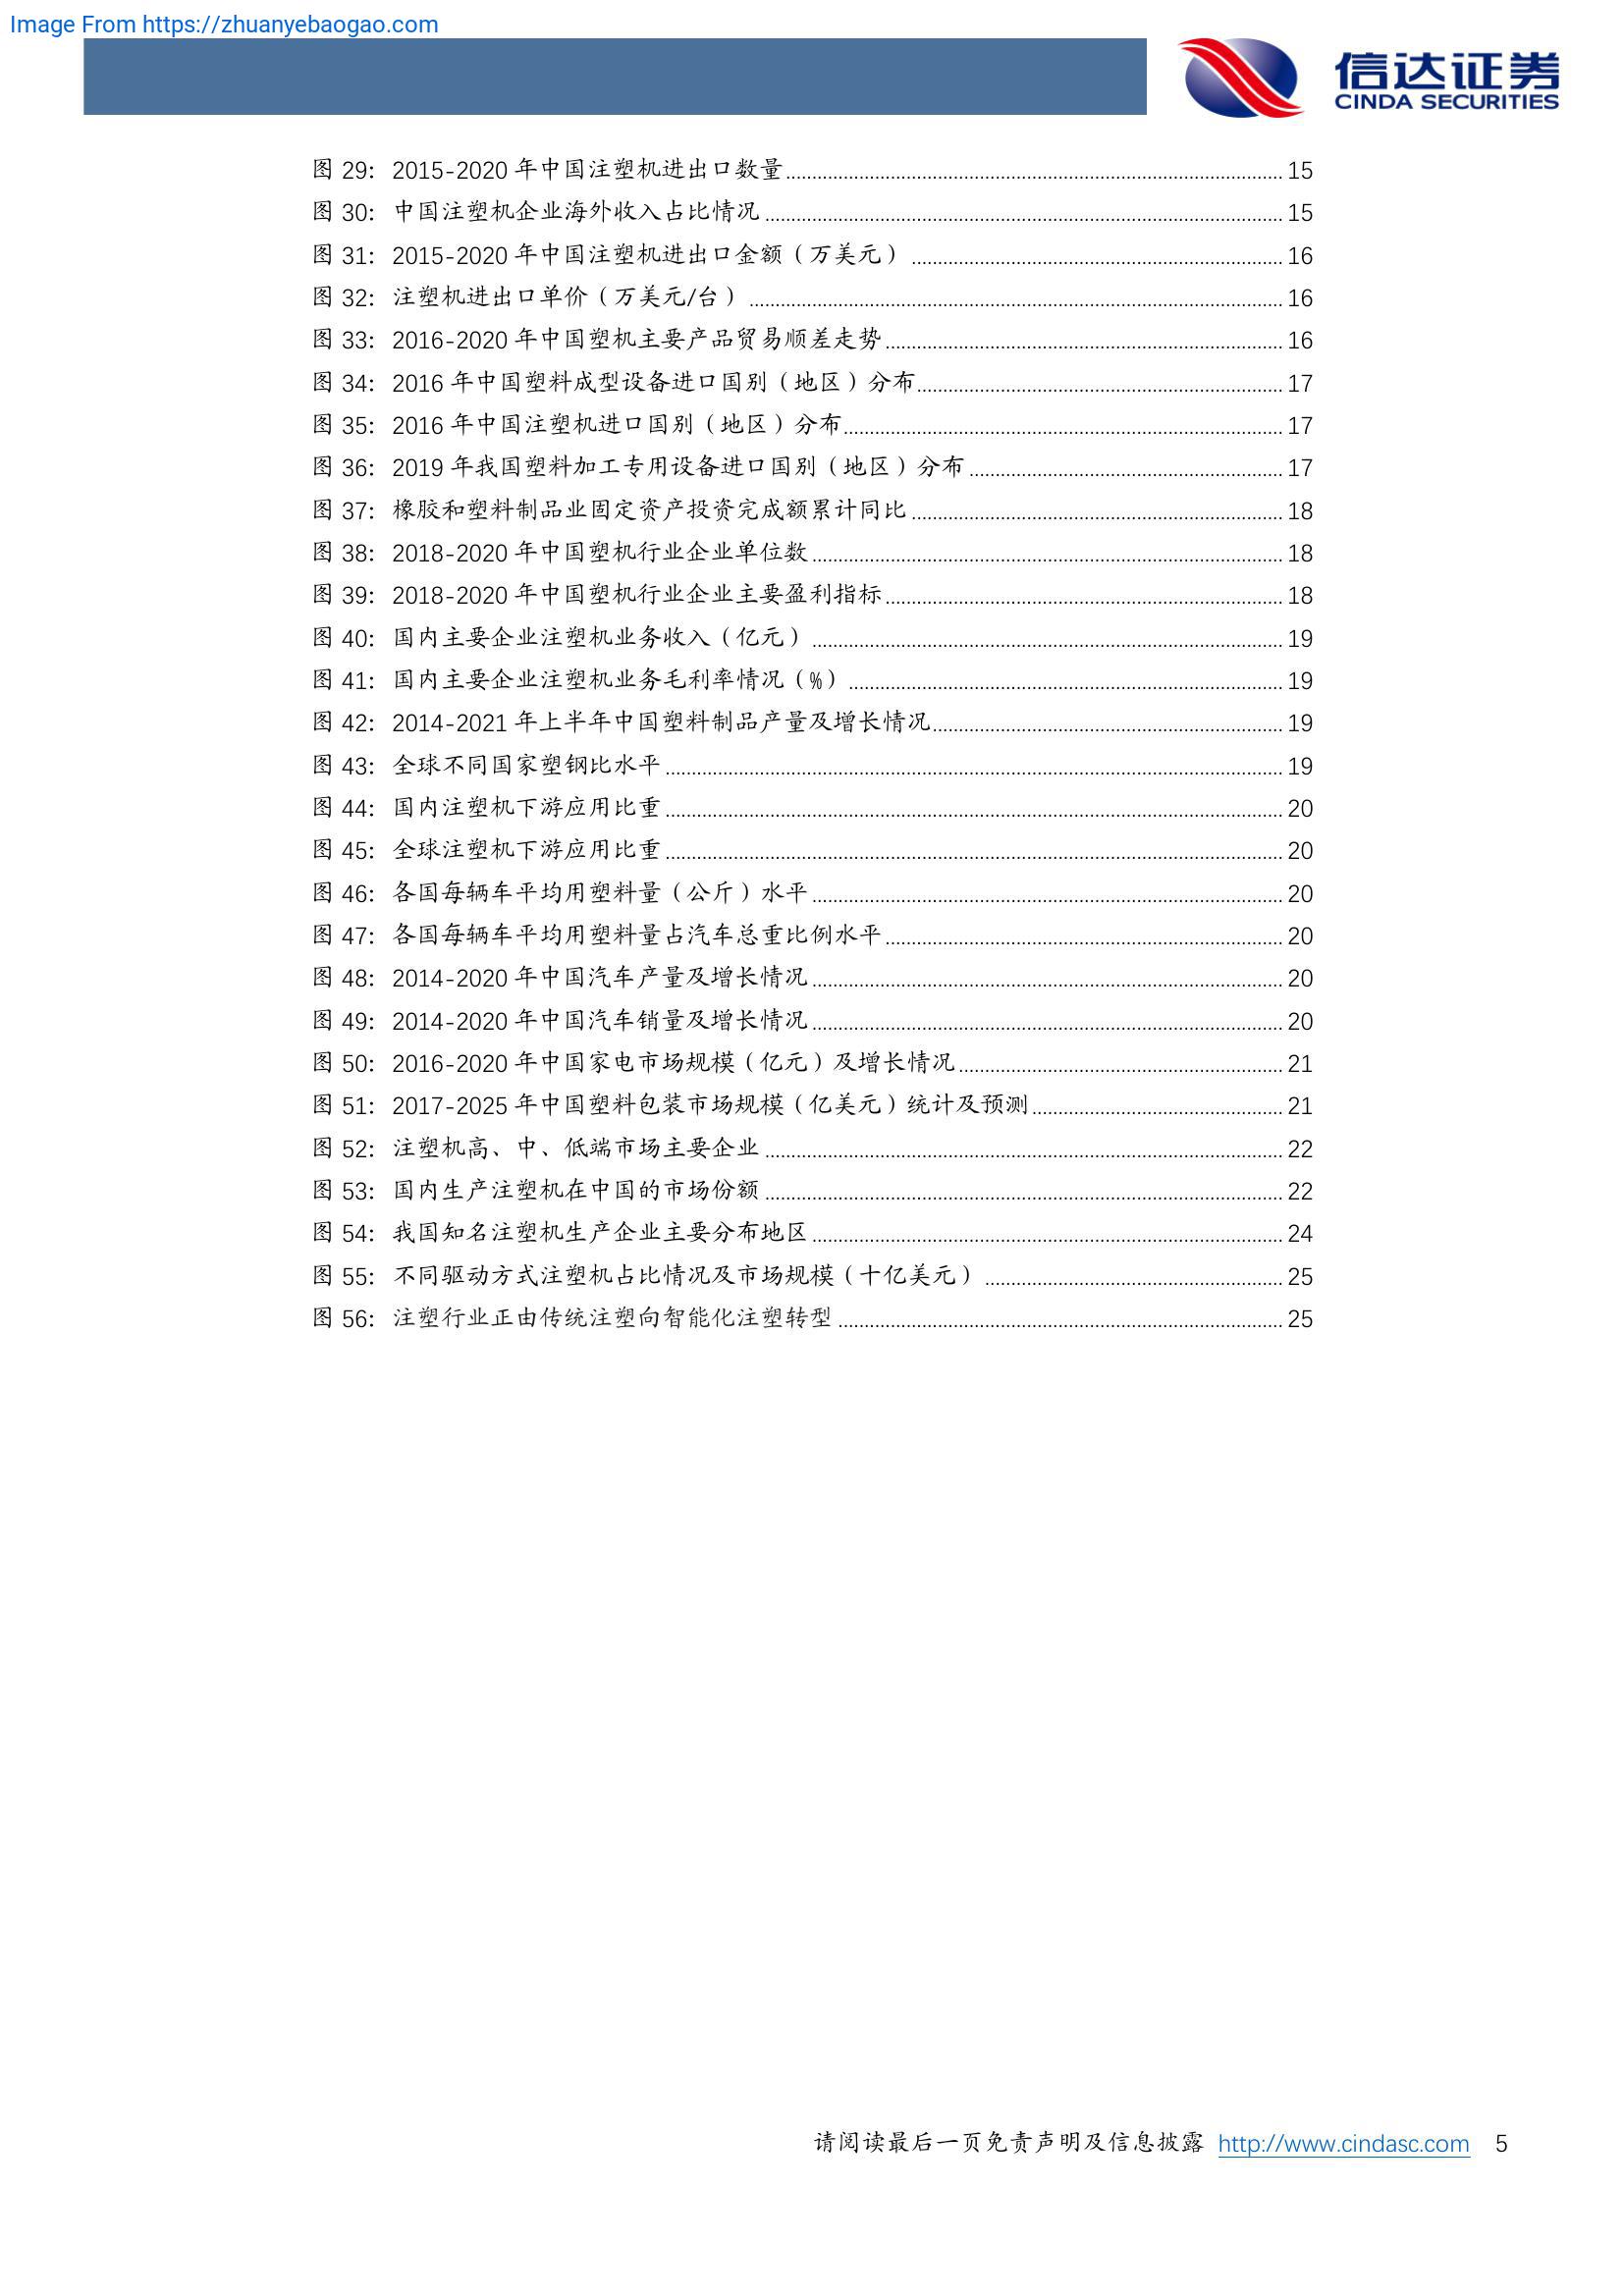 Image From https://zhuanyebaogao.com
信达证券
CINDA SECURITIES
图 29: 2015-2020 年中国注塑机进出口数量 15
图 30: 中国注塑机企业海外收入占比情况 15
图 31: 2015-2020 年中国注塑机进出口金额（万美元） 16
图 32: 注塑机进出口单价（万美元/台） 16
图 33: 2016-2020 年中国塑机主要产品贸易顺差走势 16
图 34: 2016 年中国塑料成型设备进口国别（地区）分布 17
图 35: 2016 年中国注塑机进口国别（地区）分布 17
图 36: 2019 年我国塑料加工专用设备进口国别（地区）分布 17
图 37: 橡胶和塑料制品业固定资产投资完成额累计同比 18
图 38: 2018-2020 年中国塑机行业企业单位数 18
图 39: 2018-2020 年中国塑机行业企业主要盈利指标 18
图 40: 国内主要企业注塑机业务收入（亿元） 19
图 41: 国内主要企业注塑机业务毛利率情况（%） 19
图 42: 2014-2021 年上半年中国塑料制品产量及增长情况 19
图 43: 全球不同国家塑钢比水平 19
图 44: 国内注塑机下游应用比重 20
图 45: 全球注塑机下游应用比重 20
图 46: 各国每辆车平均用塑料量（公斤）水平 20
图 47: 各国每辆车平均用塑料量占汽车总重比例水平 20
图 48: 2014-2020 年中国汽车产量及增长情况 20
图 49: 2014-2020 年中国汽车销量及增长情况 20
图 50: 2016-2020 年中国家电市场规模（亿元）及增长情况 21
图 51: 2017-2025 年中国塑料包装市场规模（亿美元）统计及预测 21
图 52: 注塑机高、中、低端市场主要企业 22
图 53: 国内生产注塑机在中国的市场份额 22
图 54: 我国知名注塑机生产企业主要分布地区 24
图 55: 不同驱动方式注塑机占比情况及市场规模（十亿美元） 25
图 56: 注塑行业正由传统注塑向智能化注塑转型 25
请阅读最后一页免责声明及信息披露 http://www.cindasc.com 5